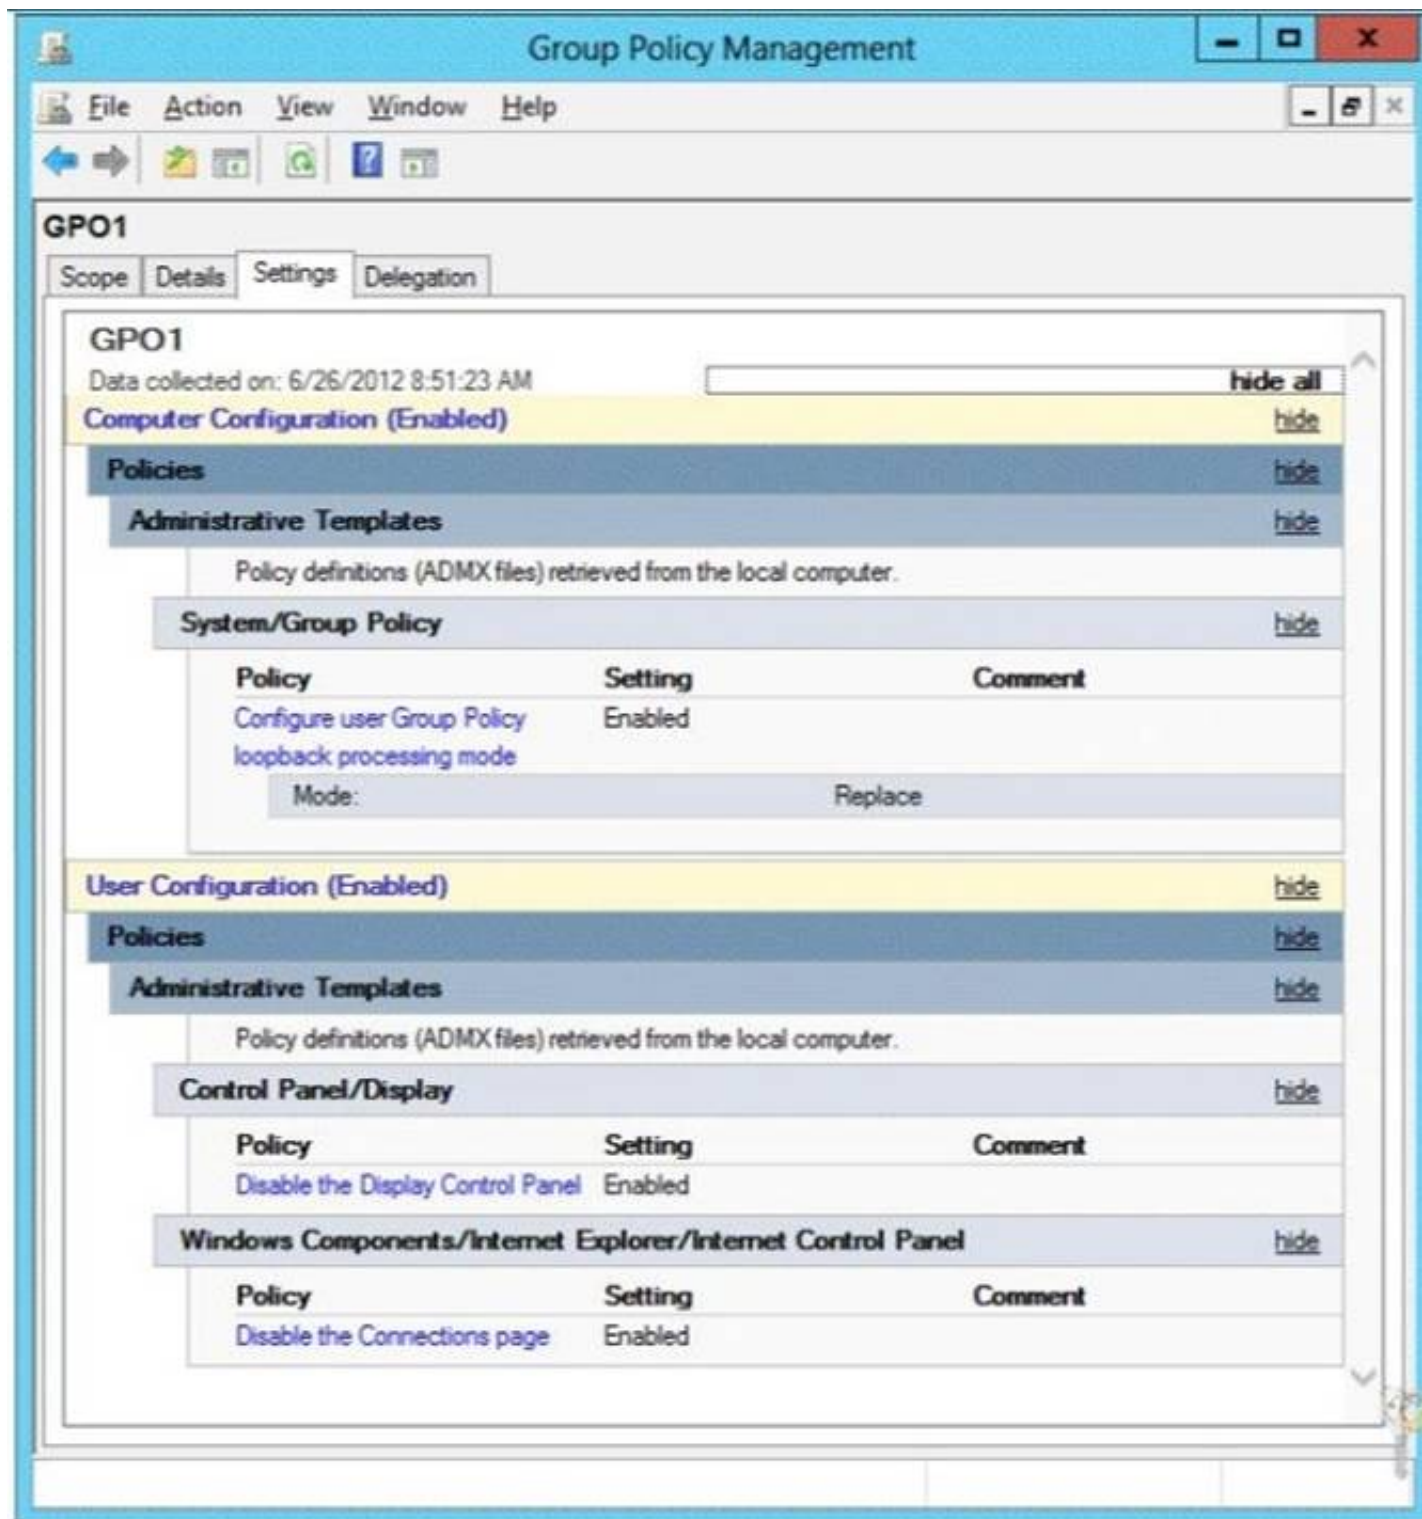 Group Policy Management
File Action View Window Help
GPO1
Scope Details Settings Delegation
GPO1
Data collected on: 6/26/2012 8:51:23 AM hide all
Computer Configuration (Enabled) hide
Policies hide
Administrative Templates hide
Policy definitions (ADMX files) retrieved from the local computer.
System/Group Policy hide
Policy Setting Comment
Configure user Group Policy Enabled
loopback processing mode
Mode: Replace
User Configuration (Enabled) hide
Policies hide
Administrative Templates hide
Policy definitions (ADMX files) retrieved from the local computer.
Control Panel/Display hide
Policy Setting Comment
Disable the Display Control Panel Enabled
Windows Components/Internet Explorer/Internet Control Panel hide
Policy Setting Comment
Disable the Connections page Enabled